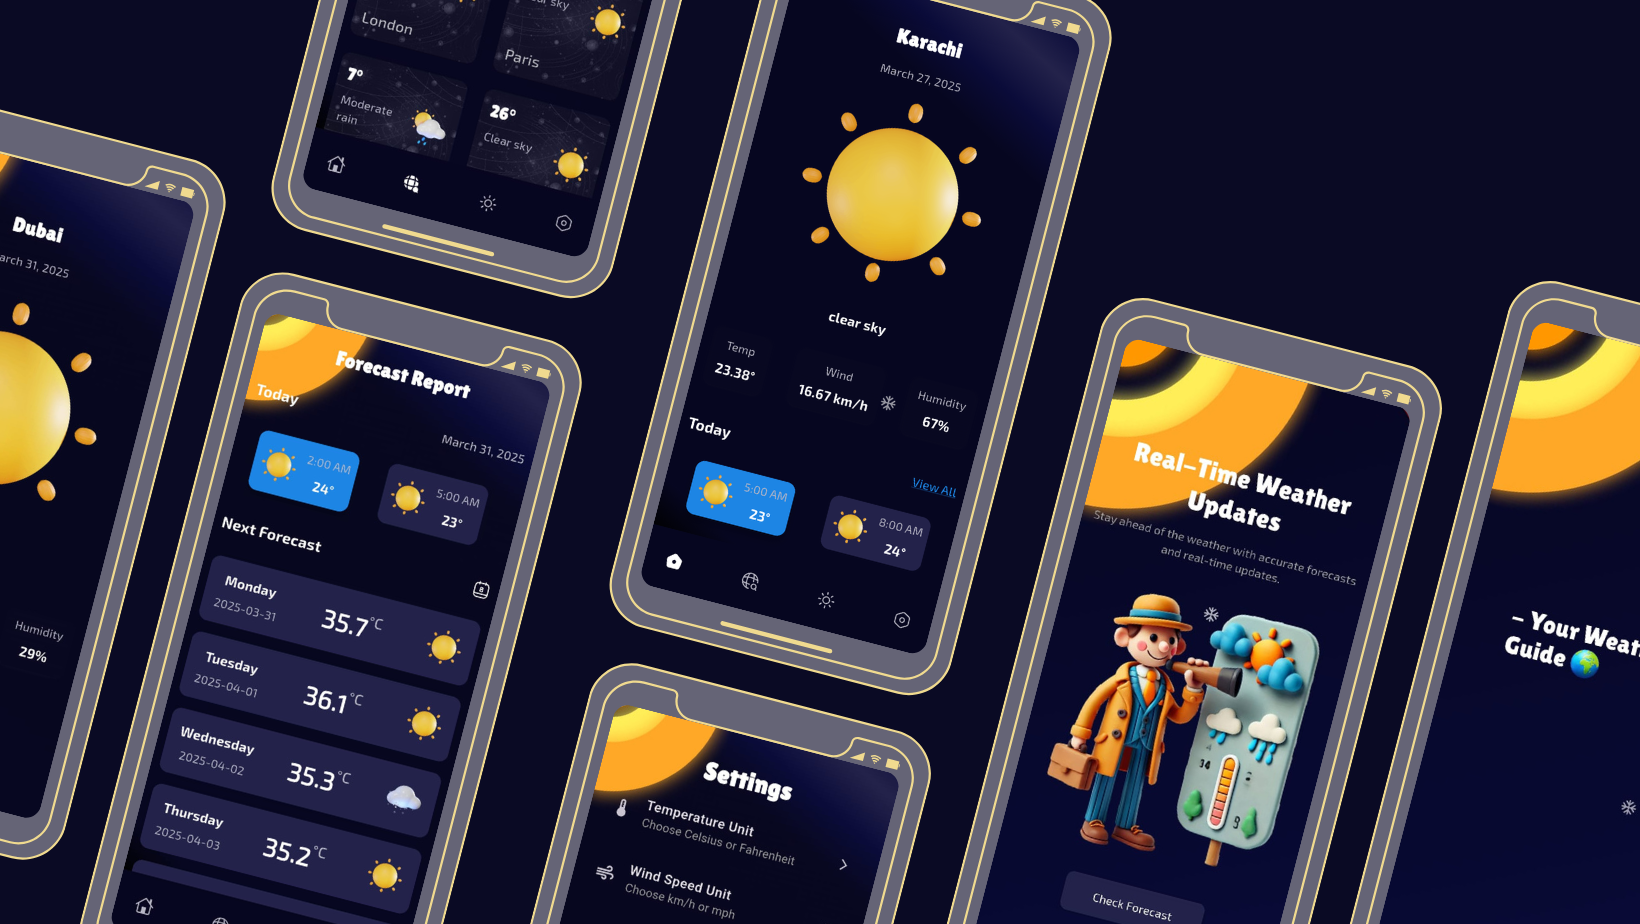 Dubai
arch 31, 2025
Humidity
29%
London
ar sky
Paris
7°
Moderate
rain
26°
Clear sky
Forecast Report
Today
March 31, 2025
2:00 AM
24°
5:00 AM
23°
Next Forecast
Monday
2025-03-31
35.7°C
Tuesday
2025-04-01
36.1°C
Wednesday
2025-04-02
35.3°C
Thursday
2025-04-03
35.2°C
Karachi
March 27, 2025
clear sky
Temp
23.38°
Wind
16.67 km/h
Humidity
67%
Today
View All
5:00 AM
23°
8:00 AM
24°
Settings
Temperature Unit
Choose Celsius or Fahrenheit
Wind Speed Unit
Choose km/h or mph
Real-Time Weather
Updates
Stay ahead of the weather with accurate forecasts
and real-time updates.
34
9
Check Forecast
- Your Weat
Guide 🌍